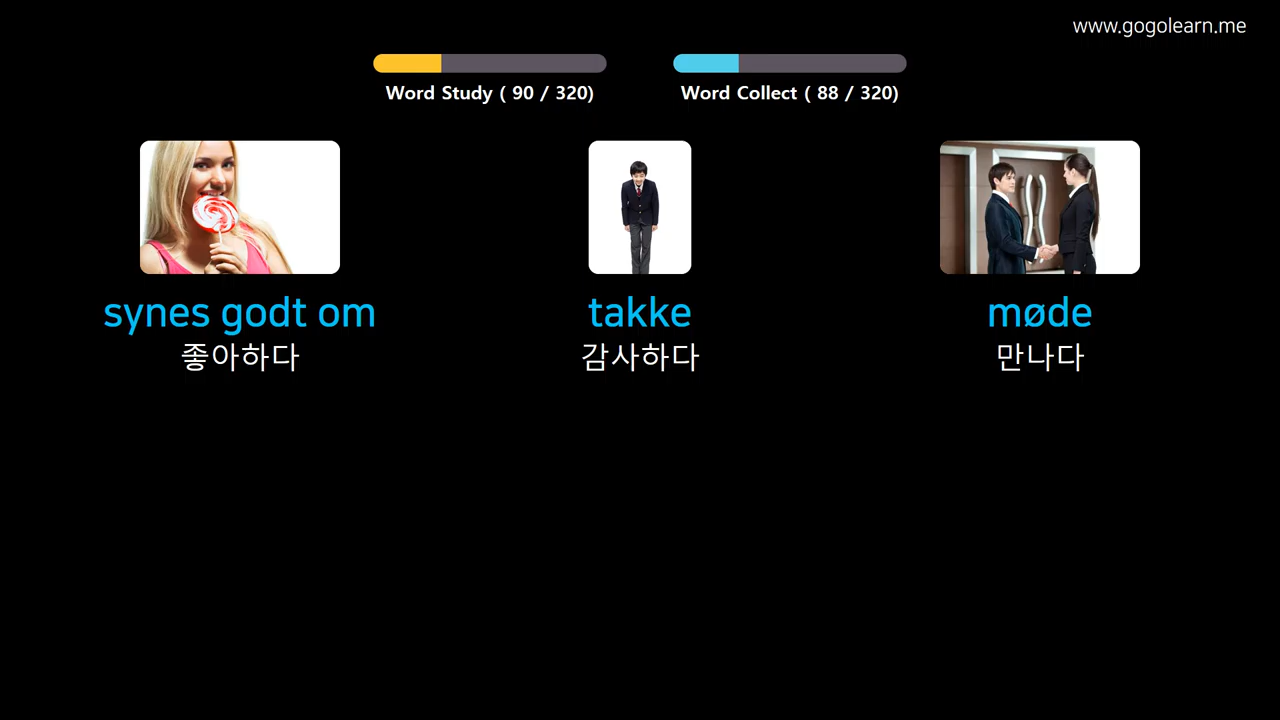 www.gogolearn.me
Word Study ( 90 / 320)
Word Collect ( 88 / 320)
synes godt om
좋아하다
takke
감사하다
møde
만나다